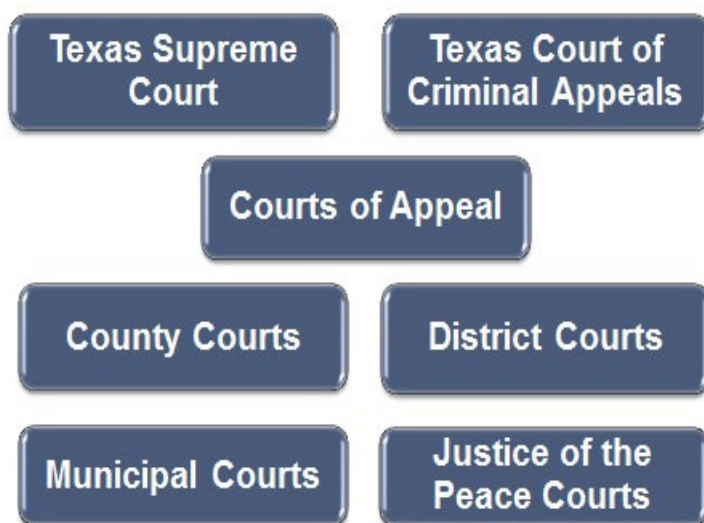 Texas Supreme
Court
Texas Court of
Criminal Appeals
Courts of Appeal
County Courts
District Courts
Municipal Courts
Justice of the
Peace Courts